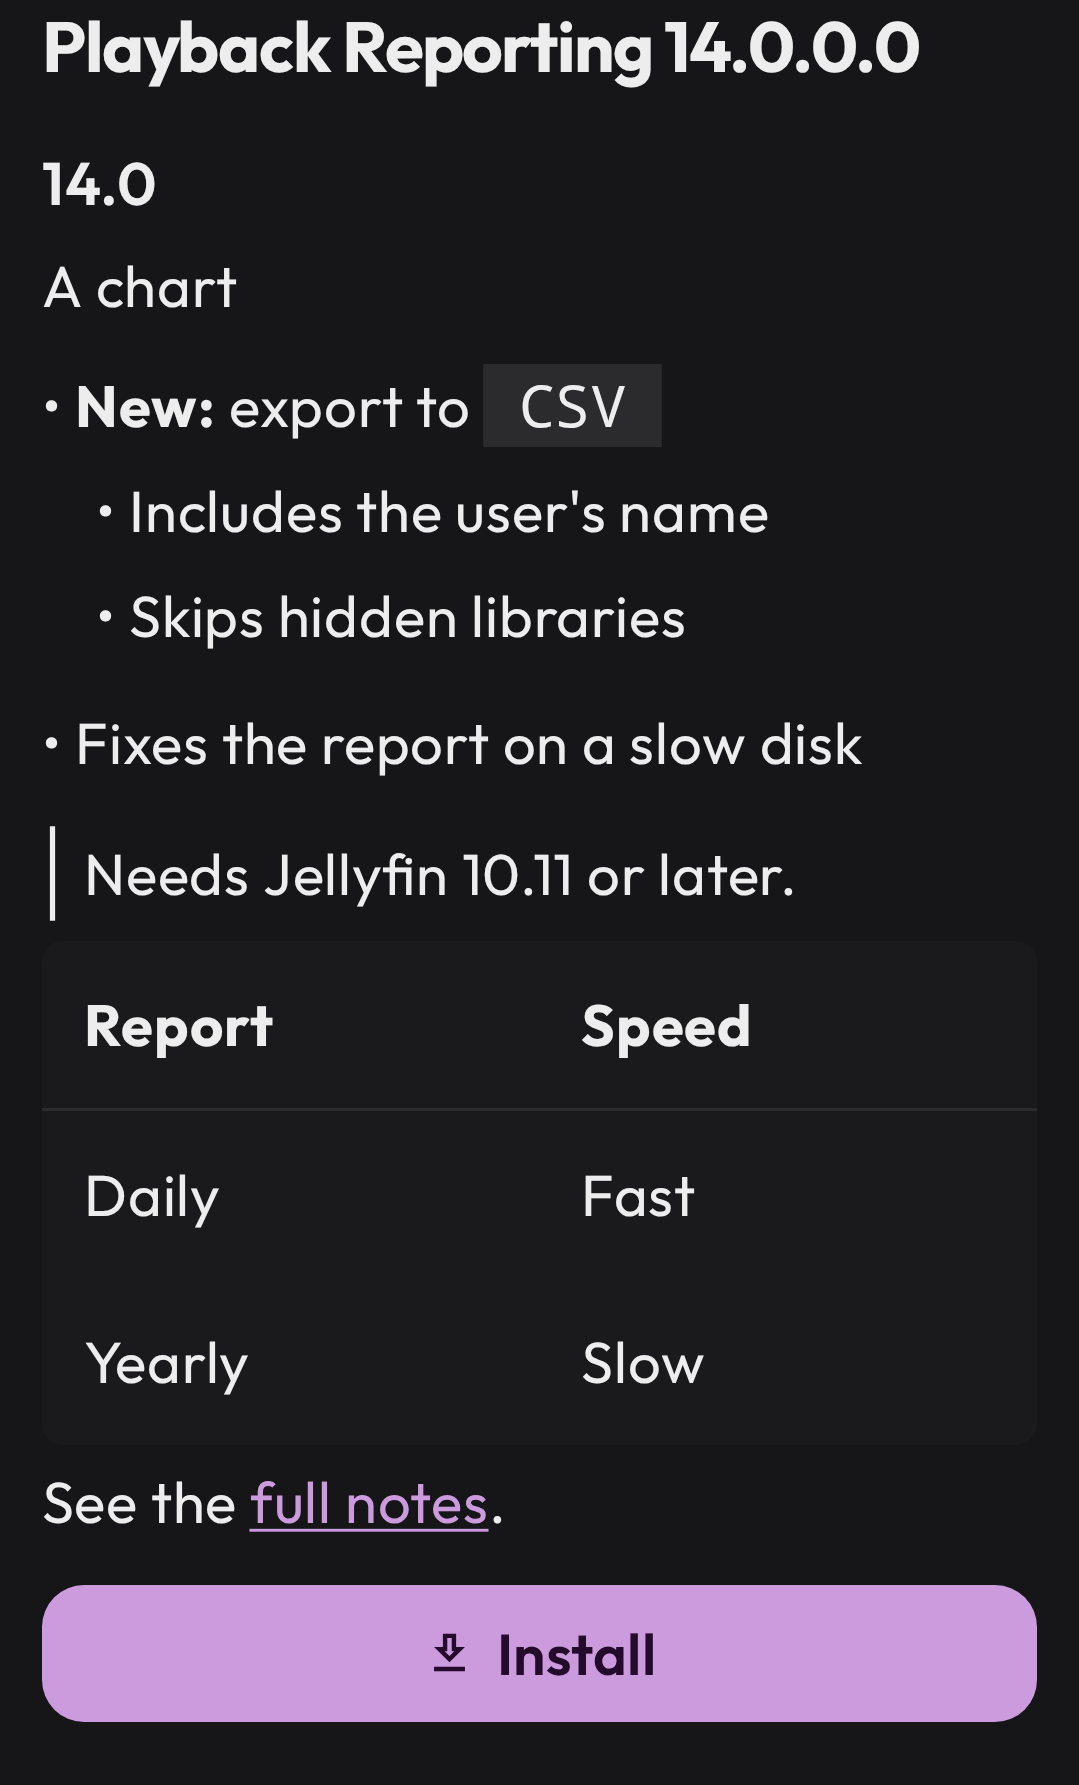 Playback Reporting 14.0.0.0
14.0
A chart
• New: export to CSV
• Includes the user's name
• Skips hidden libraries
• Fixes the report on a slow disk
Needs Jellyfin 10.11 or later.
Report Speed
Daily Fast
Yearly Slow
See the full notes.
Install